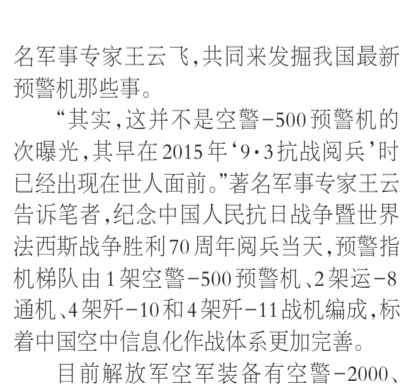 名军事专家王云飞，共同来发掘我国最新
预警机那些事。
“其实，这并不是空警-500预警机的
次曝光，其早在2015年‘9·3抗战阅兵’时
已经出现在世人面前。”著名军事专家王云
告诉笔者，纪念中国人民抗日战争暨世界
法西斯战争胜利70周年阅兵当天，预警指
机梯队由1架空警-500预警机、2架运-8
通机、4架歼-10和4架歼-11战机编成，标
着中国空中信息化作战体系更加完善。
目前解放军空军装备有空警-2000、